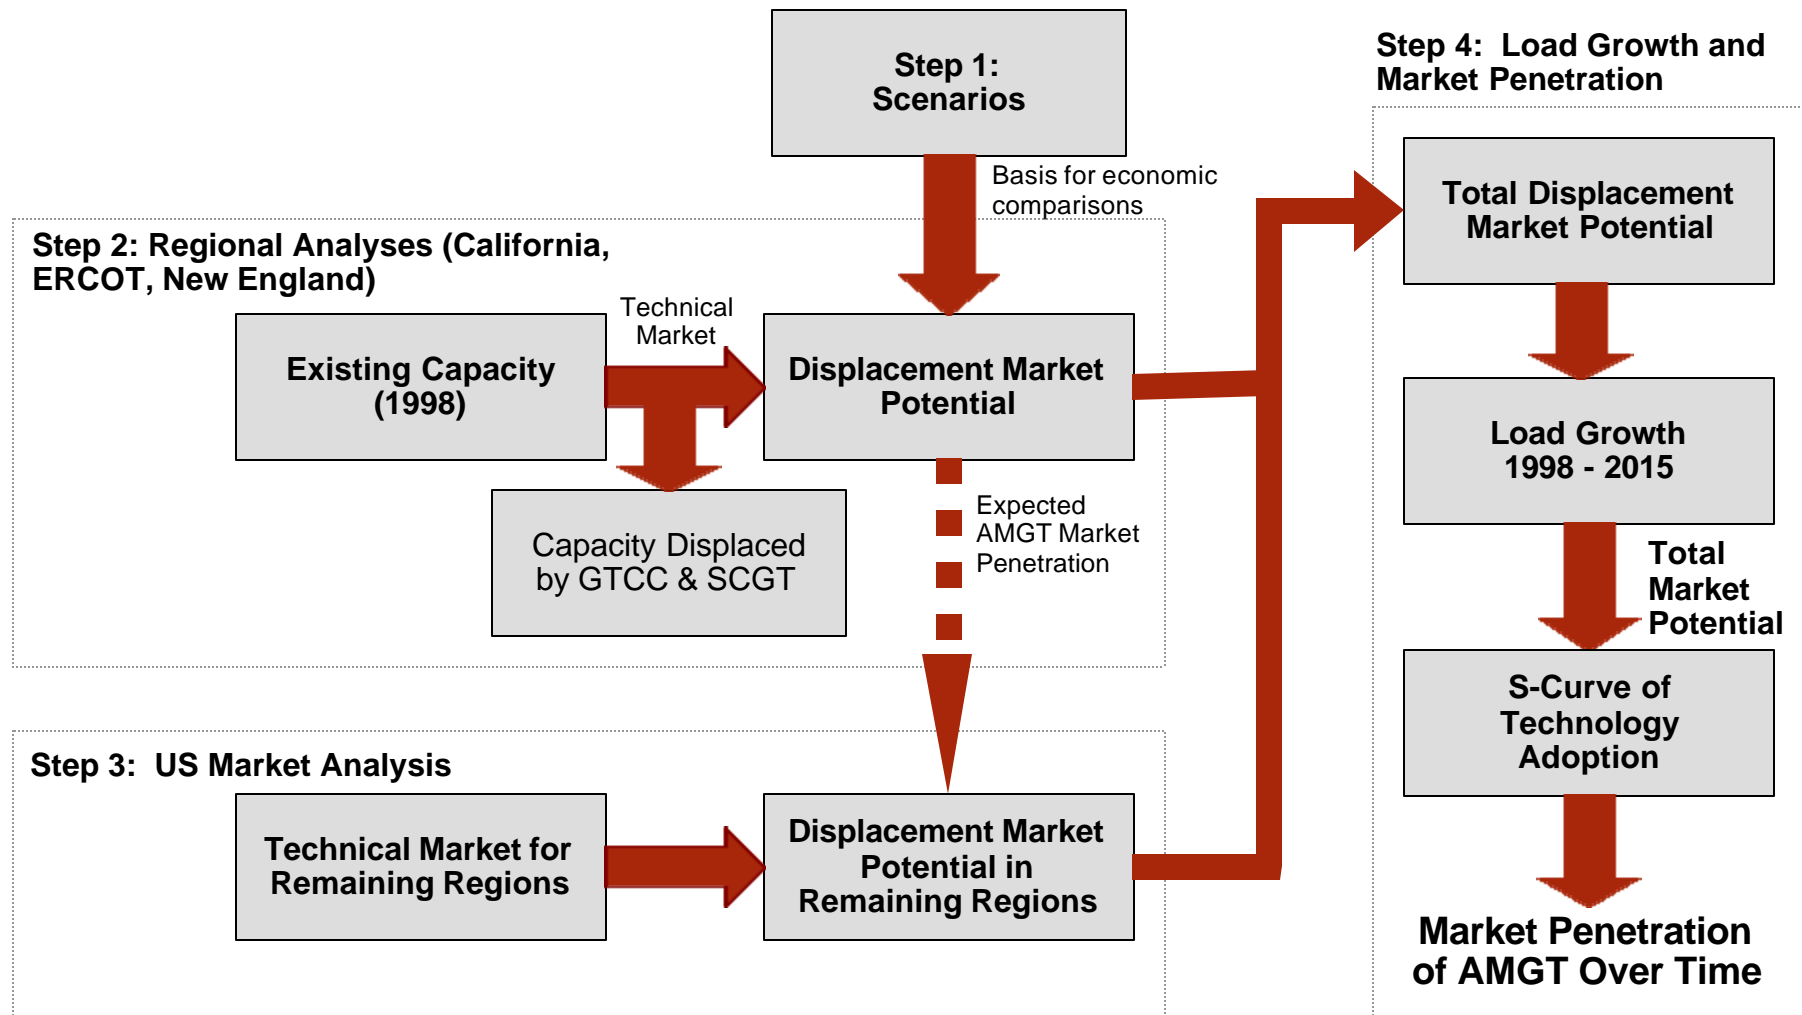 Step 1:
Scenarios
Basis for economic
comparisons
Step 2: Regional Analyses (California,
ERCOT, New England)
Technical
Market
Existing Capacity
(1998)
Displacement Market
Potential
Capacity Displaced
by GTCC & SCGT
Expected
AMGT Market
Penetration
Step 3:  US Market Analysis
Technical Market for
Remaining Regions
Displacement Market
Potential in
Remaining Regions
Step 4:  Load Growth and
Market Penetration
Total Displacement
Market Potential
Load Growth
1998 - 2015
Total
Market
Potential
S-Curve of
Technology
Adoption
Market Penetration
of AMGT Over Time